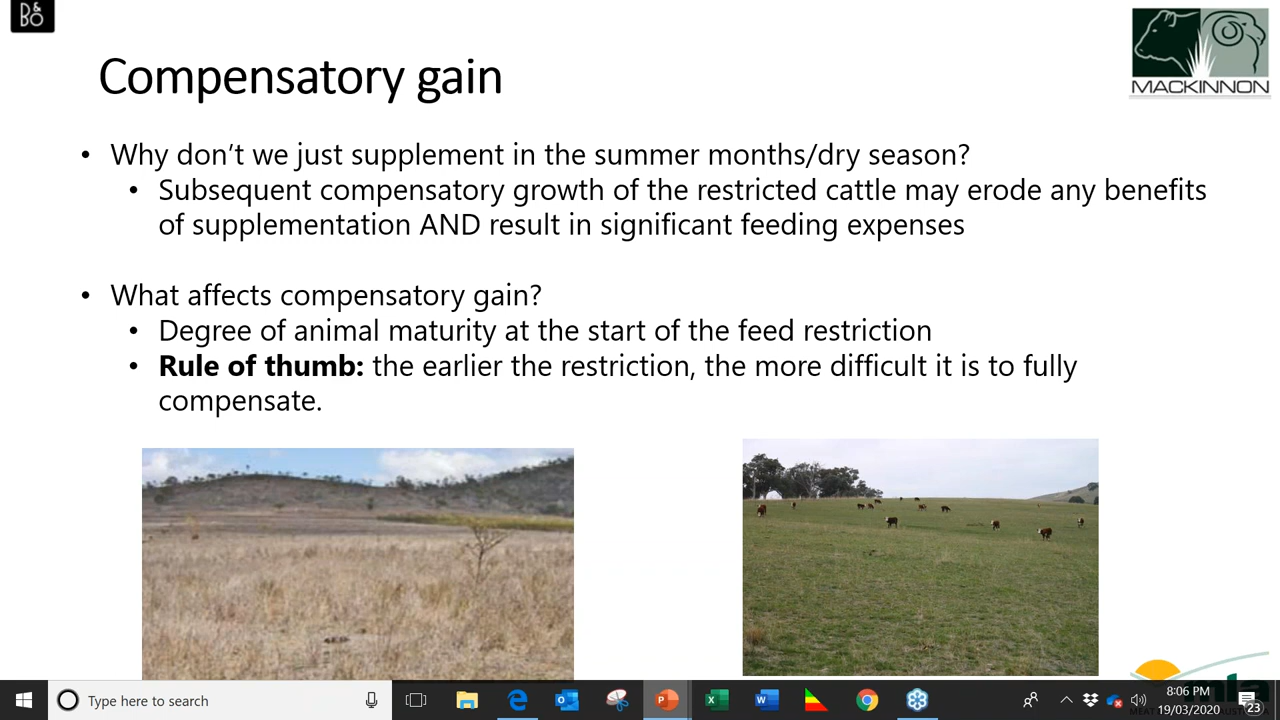 B&O
Compensatory gain
MACKINNON
• Why don't we just supplement in the summer months/dry season?
• Subsequent compensatory growth of the restricted cattle may erode any benefits
of supplementation AND result in significant feeding expenses
• What affects compensatory gain?
• Degree of animal maturity at the start of the feed restriction
• Rule of thumb: the earlier the restriction, the more difficult it is to fully
compensate.
mla
Type here to search
8:06 PM
19/03/2020
23